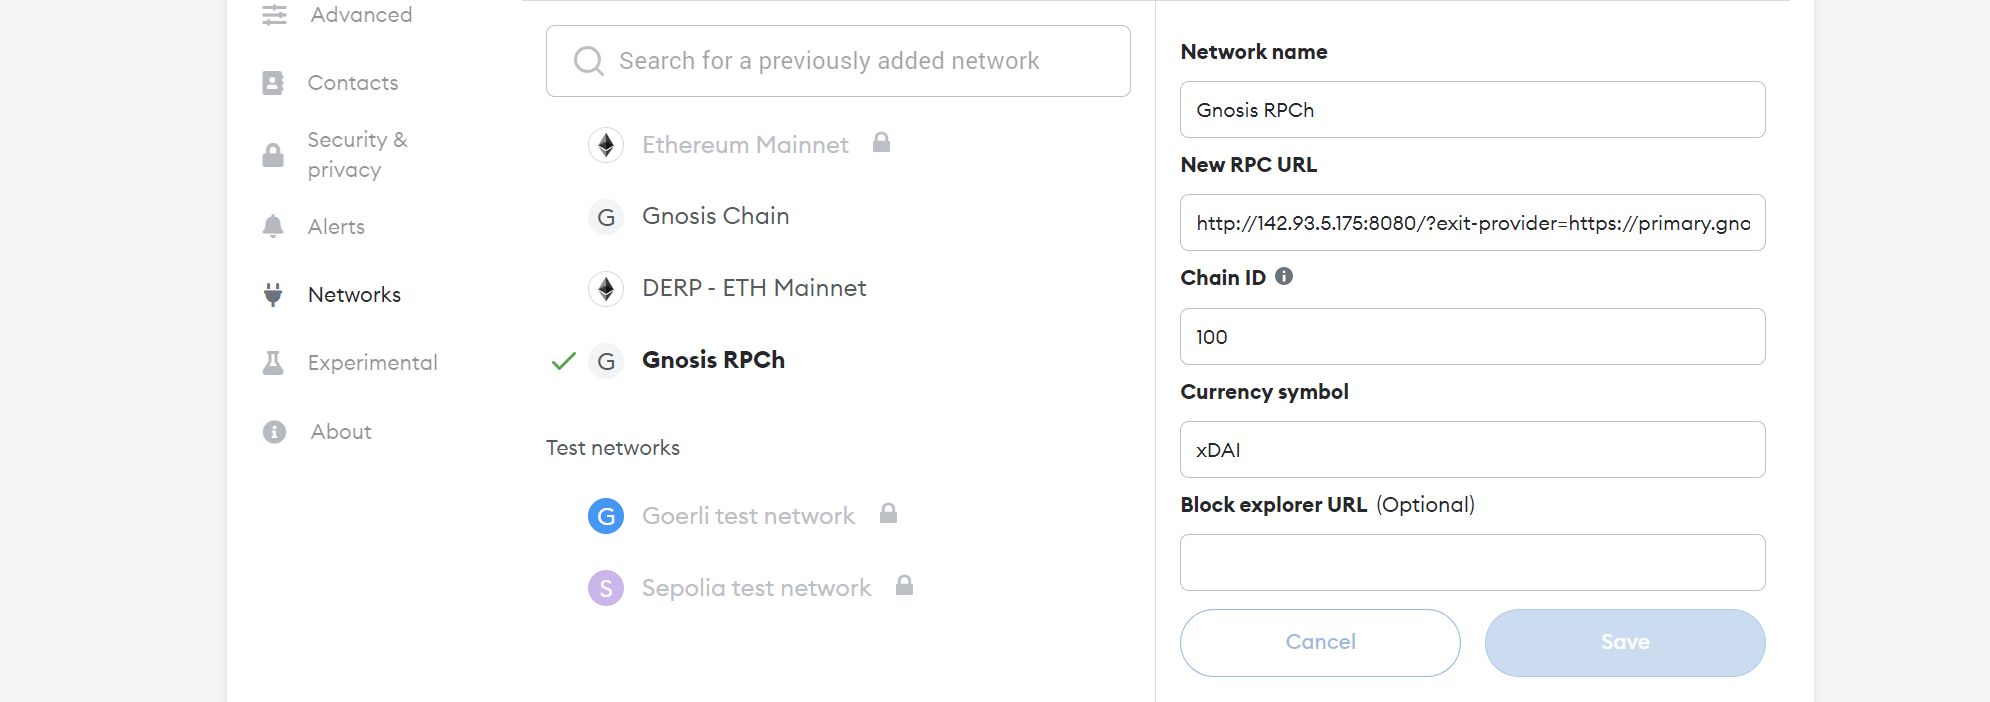 Advanced
Contacts
Security &
privacy
Alerts
Networks
Experimental
About
Search for a previously added network
Ethereum Mainnet
G Gnosis Chain
DERP - ETH Mainnet
G Gnosis RPCh
Test networks
G Goerli test network
S Sepolia test network
Network name
Gnosis RPCh
New RPC URL
http://142.93.5.175:8080/?exit-provider=https://primary.gno
Chain ID
100
Currency symbol
xDAI
Block explorer URL (Optional)
Cancel
Save